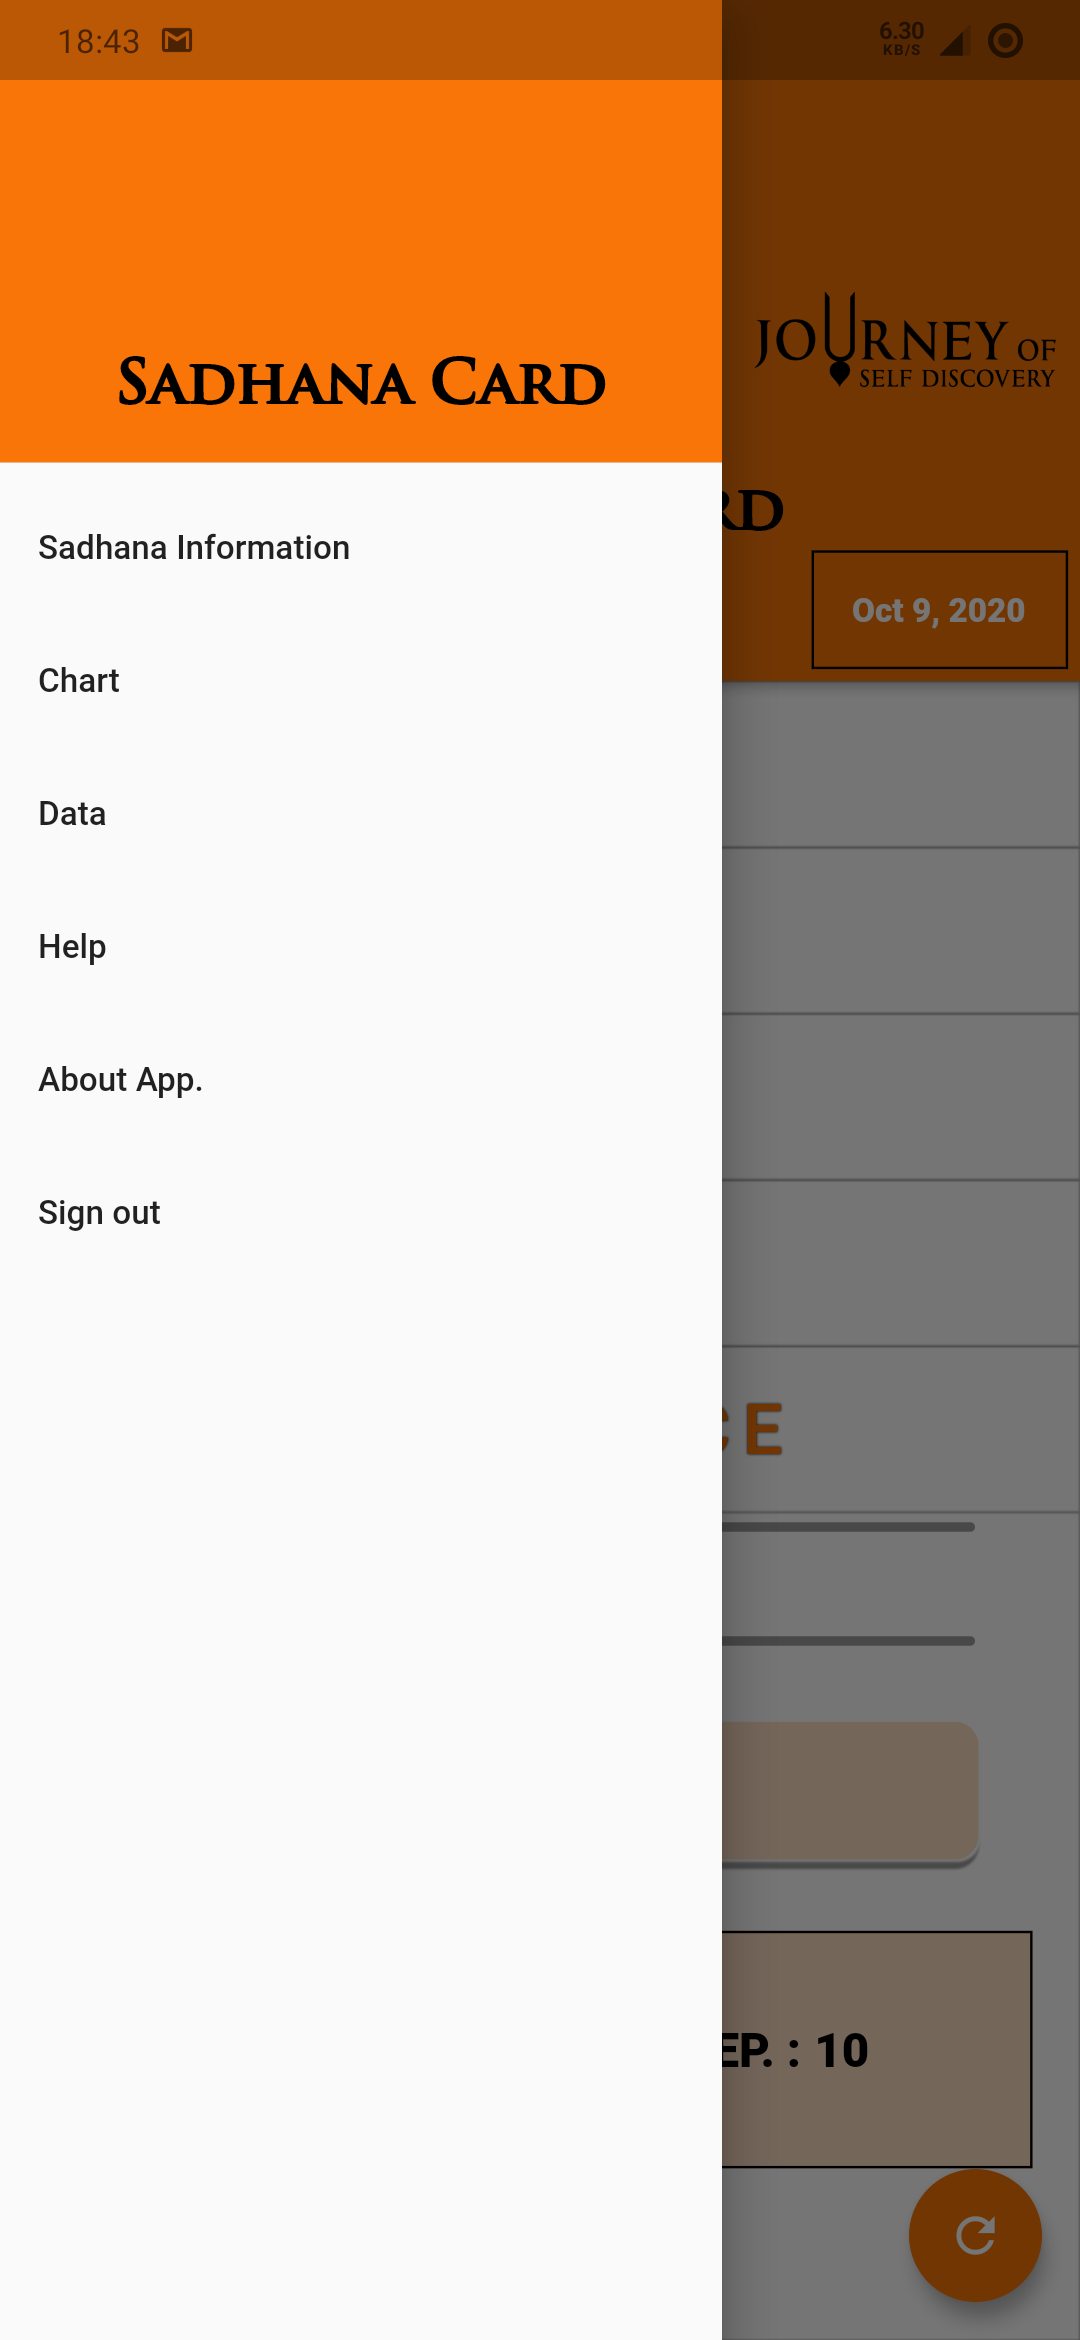 18:43
6.30
KB/S
JOURNEY OF
SELF DISCOVERY
SADHANA CARD
RD
Oct 9, 2020
Sadhana Information
Chart
Data
Help
About App.
Sign out
CE
EP. : 10